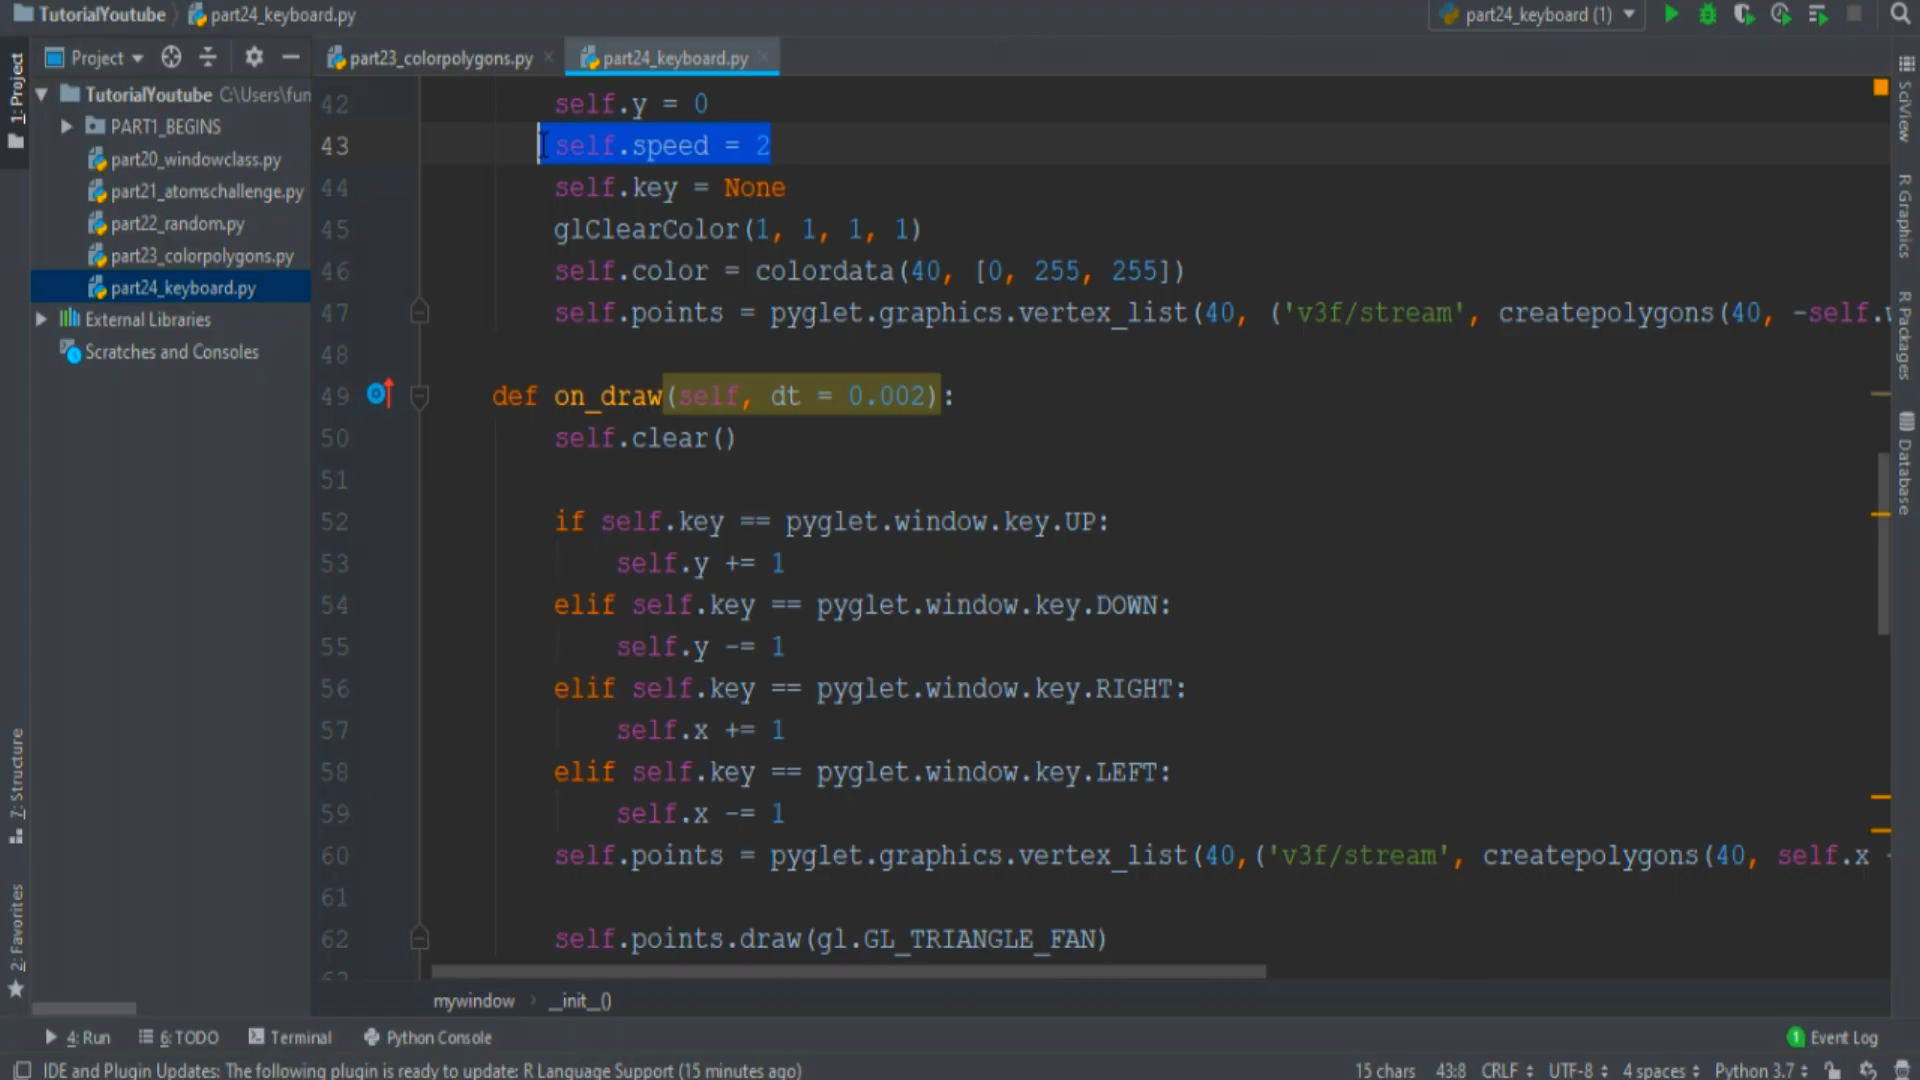 TutorialYoutube
part24_keyboard.py
part24_keyboard (1)
1: Project
Project
part23_colorpolygons.py
part24_keyboard.py
TutorialYoutube C:\Users\fun
PART1_BEGINS
part20_windowclass.py
part21_atomschallenge.py
part22_random.py
part23_colorpolygons.py
part24_keyboard.py
External Libraries
Scratches and Consoles
42 self.y = 0
43 self.speed = 2
44 self.key = None
45 glClearColor(1, 1, 1, 1)
46 self.color = colordata(40, [0, 255, 255])
47 self.points = pyglet.graphics.vertex_list(40, ('v3f/stream', createpolygons(40, -self.
48
49 def on_draw(self, dt = 0.002):
50 self.clear()
51
52 if self.key == pyglet.window.key.UP:
53 self.y += 1
54 elif self.key == pyglet.window.key.DOWN:
55 self.y -= 1
56 elif self.key == pyglet.window.key.RIGHT:
57 self.x += 1
58 elif self.key == pyglet.window.key.LEFT:
59 self.x -= 1
60 self.points = pyglet.graphics.vertex_list(40,('v3f/stream', createpolygons(40, self.x
61
62 self.points.draw(gl.GL_TRIANGLE_FAN)
mywindow
__init__()
SciView
R Graphics
R Packages
Database
7: Structure
2: Favorites
4: Run
6: TODO
Terminal
Python Console
1 Event Log
IDE and Plugin Updates: The following plugin is ready to update: R Language Support (15 minutes ago)
15 chars 43:8 CRLF UTF-8 4 spaces Python 3.7